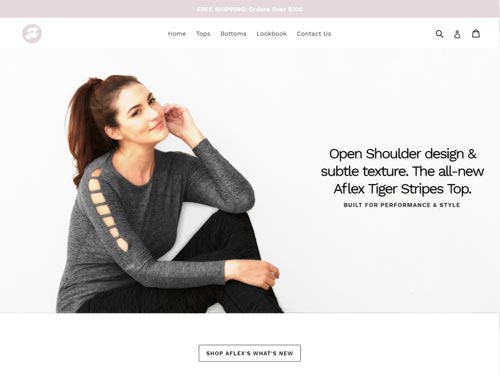 FREE SHIPPING: Orders Over $100
Home Tops Bottoms Lookbook Contact Us
Open Shoulder design &
subtle texture. The all-new
Aflex Tiger Stripes Top.
BUILT FOR PERFORMANCE & STYLE
SHOP AFLEX'S WHAT'S NEW